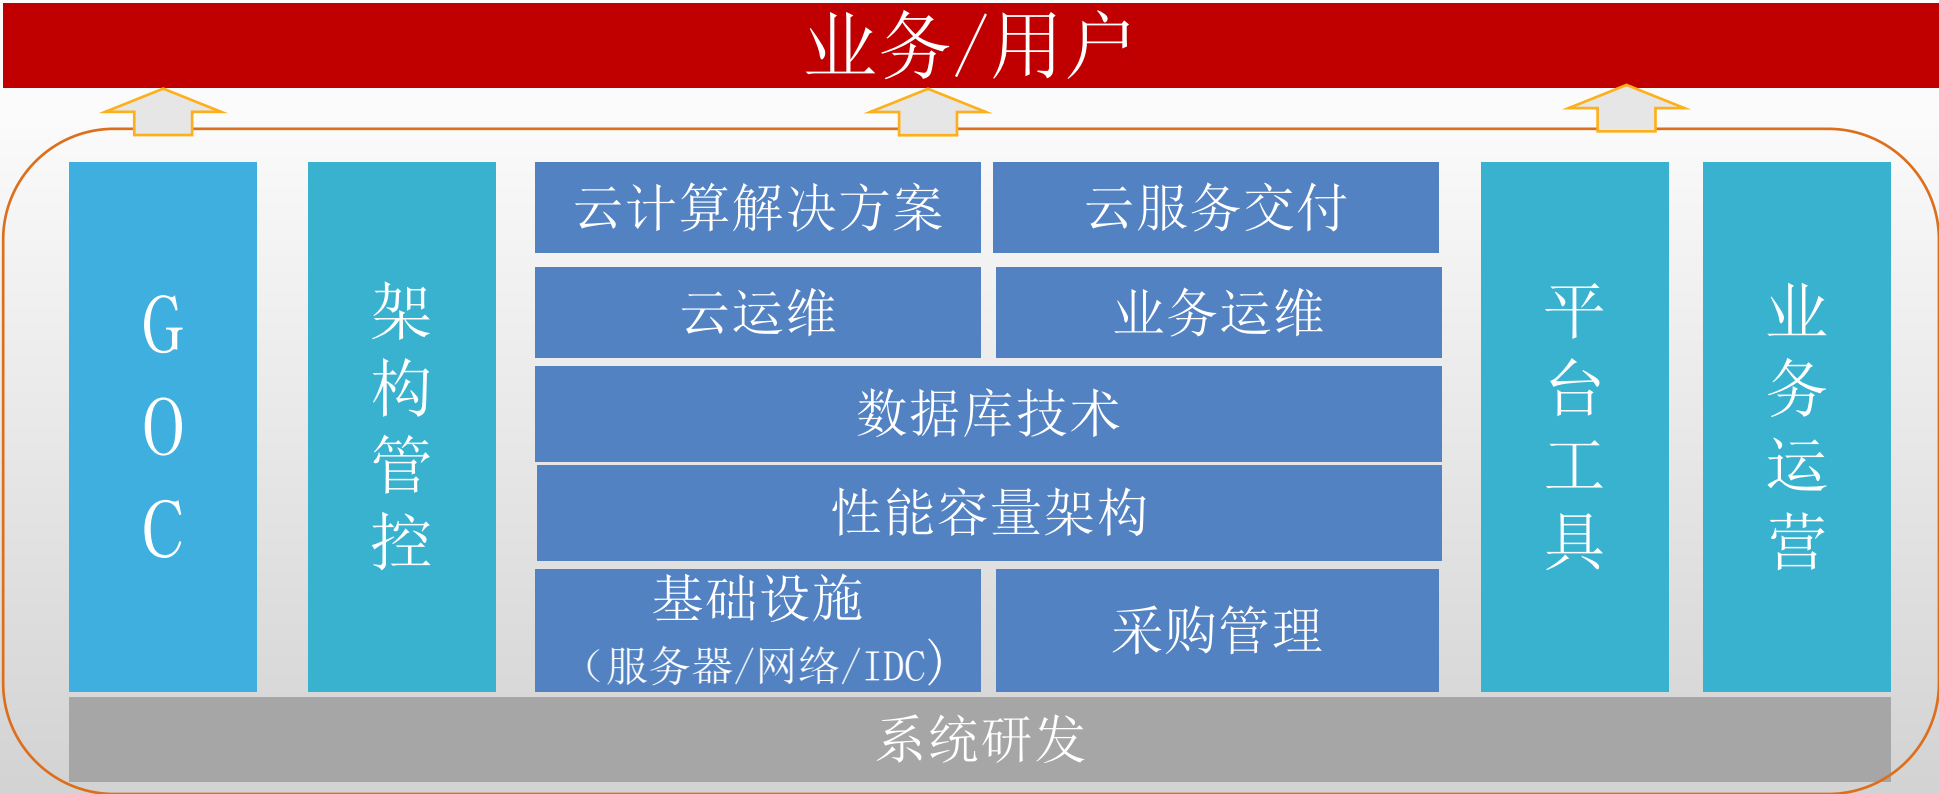 业务/用户
GOC
架构管控
云计算解决方案
云服务交付
云运维
业务运维
数据库技术
性能容量架构
基础设施
（服务器/网络/IDC)
采购管理
平台工具
业务运营
系统研发